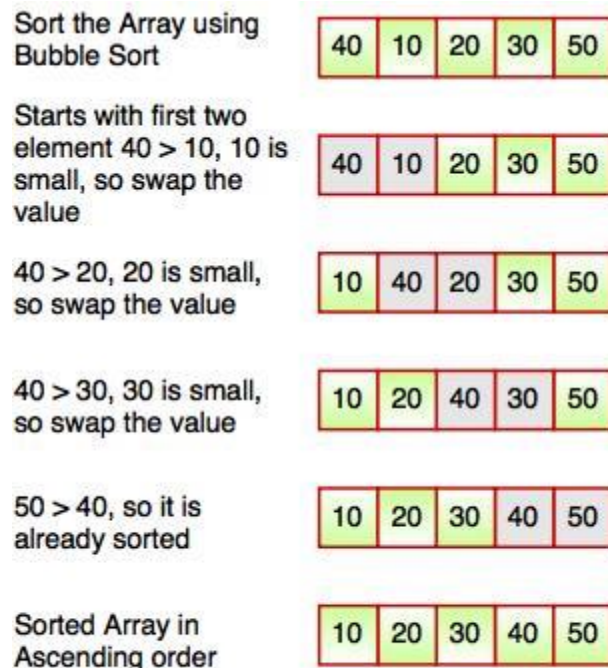 Sort the Array using
Bubble Sort
40 10 20 30 50
Starts with first two
element 40 > 10, 10 is
small, so swap the
value
40 10 20 30 50
40 > 20, 20 is small,
so swap the value
10 40 20 30 50
40 > 30, 30 is small,
so swap the value
10 20 40 30 50
50 > 40, so it is
already sorted
10 20 30 40 50
Sorted Array in
Ascending order
10 20 30 40 50